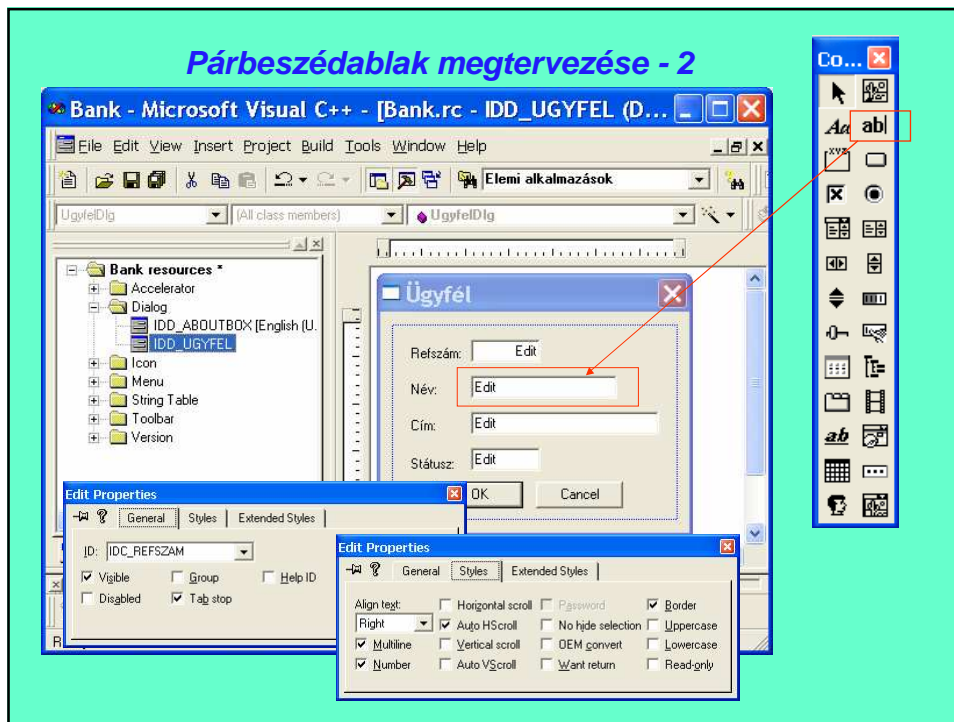 Párbeszédablak megtervezése - 2
Co...
Bank - Microsoft Visual C++ - [Bank.rc - IDD_UGYFEL (D...
File Edit View Insert Project Build Tools Window Help
Elemi alkalmazások
UgyfelDlg (All class members) UgyfelDlg
Aa ab|
xyz
Bank resources *
Accelerator
Dialog
IDD_ABOUTBOX [English (U.
IDD_UGYFEL
Icon
Menu
String Table
Toolbar
Version
Ügyfél
Refszám: Edit
Név: Edit
Cím: Edit
Státusz: Edit
OK Cancel
ab
Edit Properties
General Styles Extended Styles
ID: IDC_REFSZAM
Visible Group Help ID
Disabled Tab stop
Edit Properties
General Styles Extended Styles
Align text: Horizontal scroll Password Border
Right Auto HScroll No hide selection Uppercase
Multiline Vertical scroll OEM convert Lowercase
Number Auto VScroll Want return Read-only